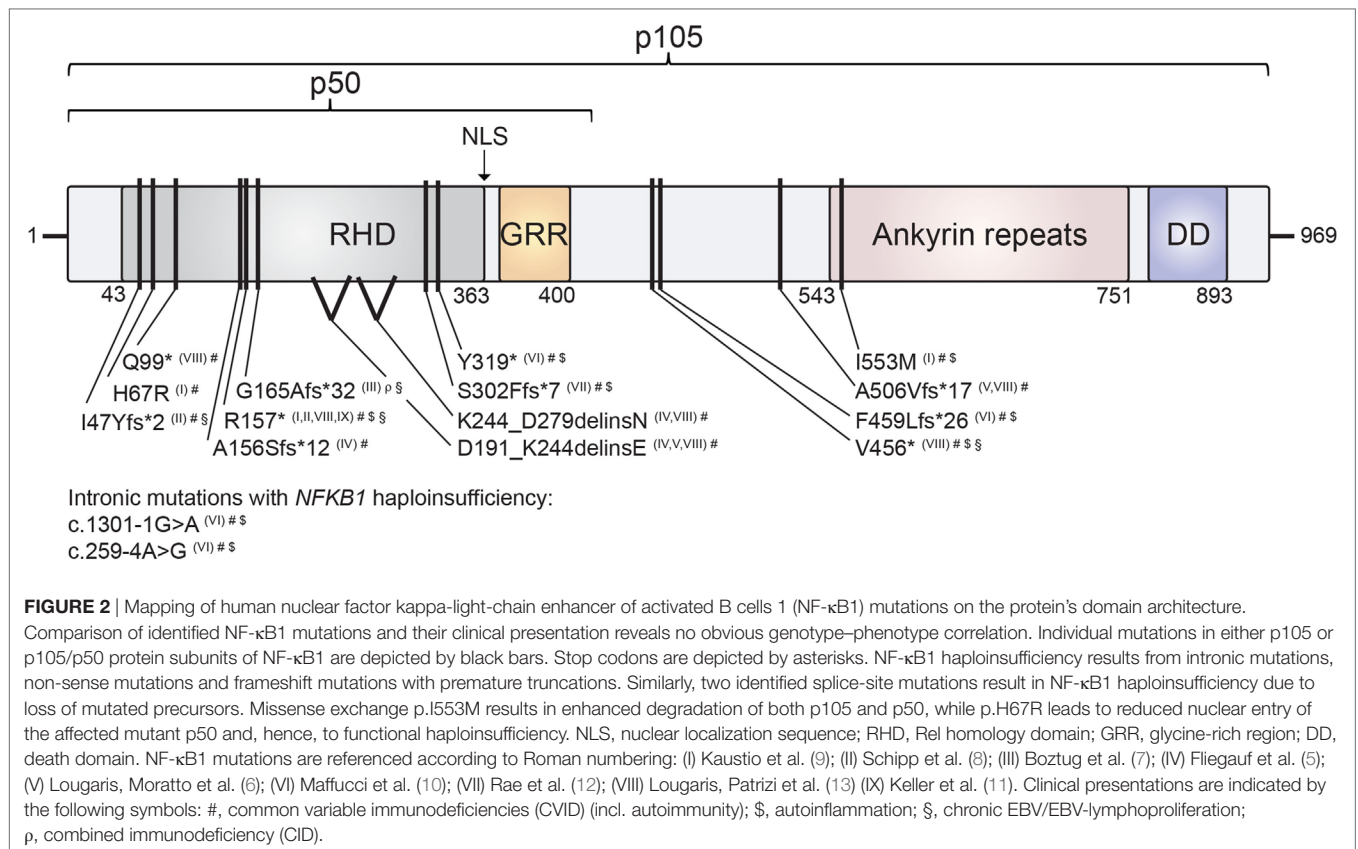 p105
p50
NLS
1
RHD
GRR
Ankyrin repeats
DD
969
43
363
400
543
751
893
Q99* (VIII) #
H67R (I) #
I47Yfs*2 (II) # §
G165Afs*32 (III) ρ §
R157* (I,II,VIII,IX) # $ §
A156Sfs*12 (IV) #
Y319* (VI) # $
S302Ffs*7 (VII) # $
K244_D279delinsN (IV,VIII) #
D191_K244delinsE (IV,V,VIII) #
I553M (I) # $
A506Vfs*17 (V,VIII) #
F459Lfs*26 (VI) # $
V456* (VIII) # $ §
Intronic mutations with NFKB1 haploinsufficiency:
c.1301-1G>A (VI) # $
c.259-4A>G (VI) # $
FIGURE 2 | Mapping of human nuclear factor kappa-light-chain enhancer of activated B cells 1 (NF-κB1) mutations on the protein's domain architecture.
Comparison of identified NF-κB1 mutations and their clinical presentation reveals no obvious genotype–phenotype correlation. Individual mutations in either p105 or
p105/p50 protein subunits of NF-κB1 are depicted by black bars. Stop codons are depicted by asterisks. NF-κB1 haploinsufficiency results from intronic mutations,
non-sense mutations and frameshift mutations with premature truncations. Similarly, two identified splice-site mutations result in NF-κB1 haploinsufficiency due to
loss of mutated precursors. Missense exchange p.I553M results in enhanced degradation of both p105 and p50, while p.H67R leads to reduced nuclear entry of
the affected mutant p50 and, hence, to functional haploinsufficiency. NLS, nuclear localization sequence; RHD, Rel homology domain; GRR, glycine-rich region; DD,
death domain. NF-κB1 mutations are referenced according to Roman numbering: (I) Kaustio et al. (9); (II) Schipp et al. (8); (III) Boztug et al. (7); (IV) Fliegauf et al. (5);
(V) Lougaris, Moratto et al. (6); (VI) Maffucci et al. (10); (VII) Rae et al. (12); (VIII) Lougaris, Patrizi et al. (13) (IX) Keller et al. (11). Clinical presentations are indicated by
the following symbols: #, common variable immunodeficiencies (CVID) (incl. autoimmunity); $, autoinflammation; §, chronic EBV/EBV-lymphoproliferation;
ρ, combined immunodeficiency (CID).